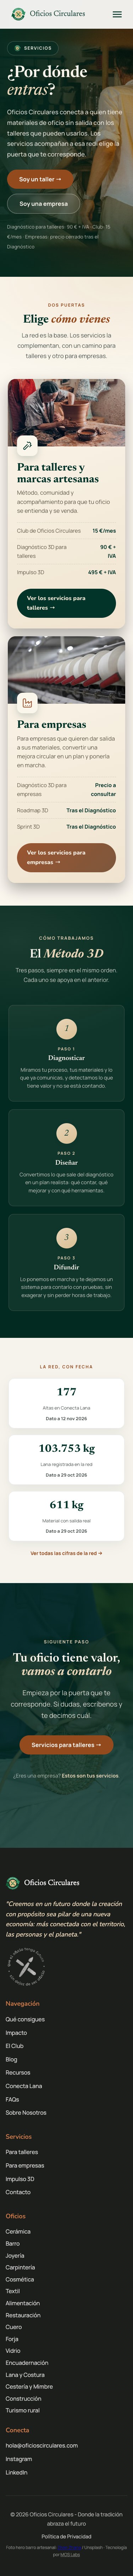 Oficios Circulares
SERVICIOS
¿Por dónde
entras?
Oficios Circulares conecta a quien tiene
materiales que ya no usa con los
talleres que pueden usarlos. Los
servicios acompañan a esa red: elige la
puerta que te corresponde.
Soy un taller →
Soy una empresa
Diagnóstico para talleres: 90 € + IVA · Club: 15
€/mes · Empresas: precio cerrado tras el
Diagnóstico
DOS PUERTAS
Elige cómo vienes
La red es la base. Los servicios la
complementan, con un camino para
talleres y otro para empresas.
Para talleres y
marcas artesanas
Método, comunidad y
acompañamiento para que tu oficio
se entienda y se venda.
Club de Oficios Circulares 15 €/mes
Diagnóstico 3D para
talleres
90 € +
IVA
Impulso 3D 495 € + IVA
Ver los servicios para
talleres →
Para empresas
Para empresas que quieren dar salida
a sus materiales, convertir una
mejora circular en un plan y ponerla
en marcha.
Diagnóstico 3D para
empresas
Precio a
consultar
Roadmap 3D Tras el Diagnóstico
Sprint 3D Tras el Diagnóstico
Ver los servicios para
empresas →
CÓMO TRABAJAMOS
El Método 3D
Tres pasos, siempre en el mismo orden.
Cada uno se apoya en el anterior.
1
PASO 1
Diagnosticar
Miramos tu proceso, tus materiales y lo
que ya comunicas, y detectamos lo que
tienes valor y no se está contando.
2
PASO 2
Diseñar
Convertimos lo que sale del diagnóstico
en un plan realista: qué contar, qué
mejorar y con qué herramientas.
3
PASO 3
Difundir
Lo ponemos en marcha y te dejamos un
sistema para contarlo con pruebas, sin
exagerar y sin perder horas de trabajo.
LA RED, CON FECHA
177
Altas en Conecta Lana
Dato a 12 nov 2026
103.753 kg
Lana registrada en la red
Dato a 29 oct 2026
611 kg
Material con salida real
Dato a 29 oct 2026
Ver todas las cifras de la red →
SIGUIENTE PASO
Tu oficio tiene valor,
vamos a contarlo
Empieza por la puerta que te
corresponde. Si dudas, escríbenos y
te decimos cuál.
Servicios para talleres →
¿Eres una empresa? Estos son tus servicios.
Oficios Circulares
"Creemos en un futuro donde la creación
con propósito sea pilar de una nueva
economía: más conectada con el territorio,
las personas y el planeta."
Navegación
Qué consigues
Impacto
El Club
Blog
Recursos
Conecta Lana
FAQs
Sobre Nosotros
Servicios
Para talleres
Para empresas
Impulso 3D
Contacto
Oficios
Cerámica
Barro
Joyería
Carpintería
Cosmética
Textil
Alimentación
Restauración
Cuero
Forja
Vidrio
Encuadernación
Lana y Costura
Cestería y Mimbre
Construcción
Turismo rural
Conecta
hola@oficioscirculares.com
Instagram
LinkedIn
© 2026 Oficios Circulares - Donde la tradición
abraza el futuro
Política de Privacidad